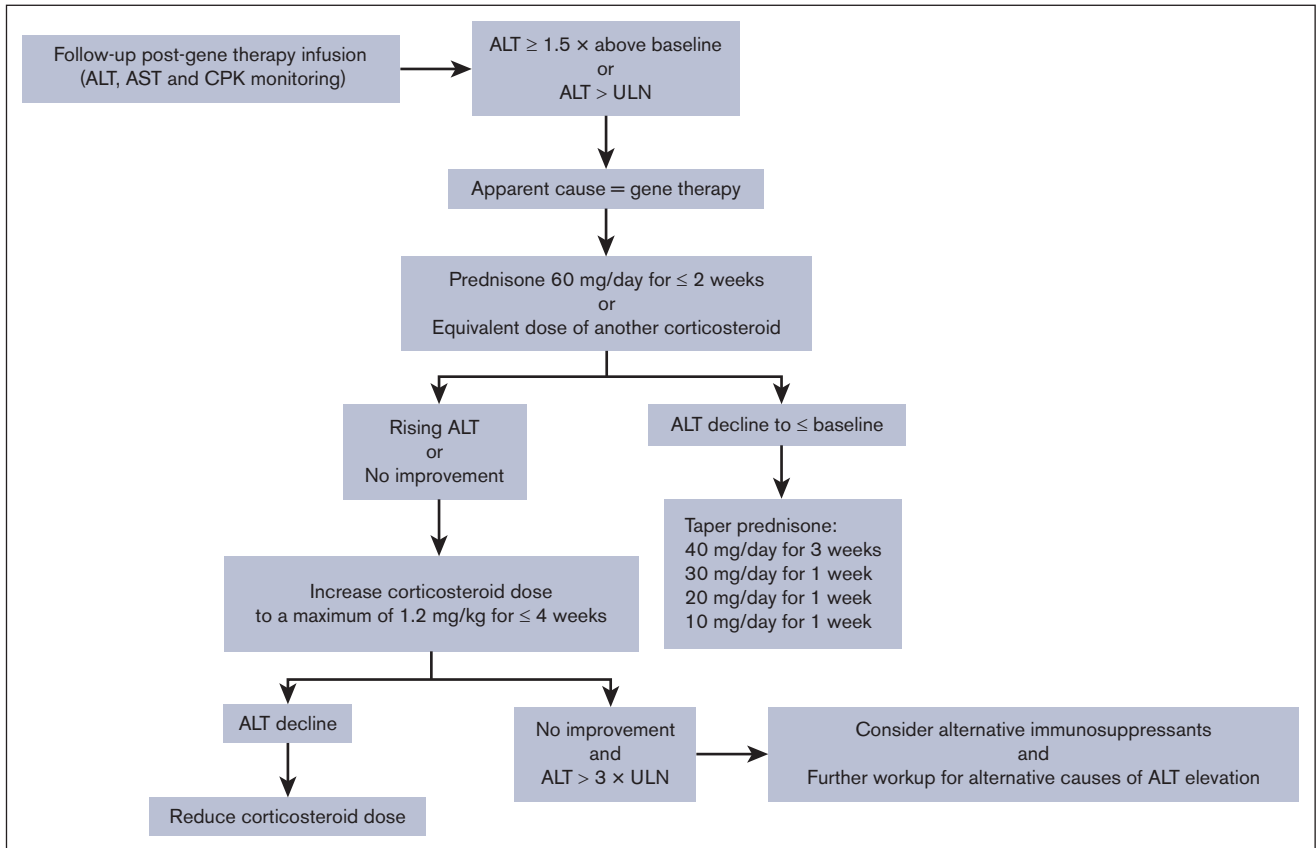 Follow-up post-gene therapy infusion
(ALT, AST and CPK monitoring)
ALT ≥ 1.5 × above baseline
or
ALT > ULN
Apparent cause = gene therapy
Prednisone 60 mg/day for ≤ 2 weeks
or
Equivalent dose of another corticosteroid
Rising ALT
or
No improvement
ALT decline to ≤ baseline
Taper prednisone:
40 mg/day for 3 weeks
30 mg/day for 1 week
20 mg/day for 1 week
10 mg/day for 1 week
Increase corticosteroid dose
to a maximum of 1.2 mg/kg for ≤ 4 weeks
ALT decline
No improvement
and
ALT > 3 × ULN
Consider alternative immunosuppressants
and
Further workup for alternative causes of ALT elevation
Reduce corticosteroid dose